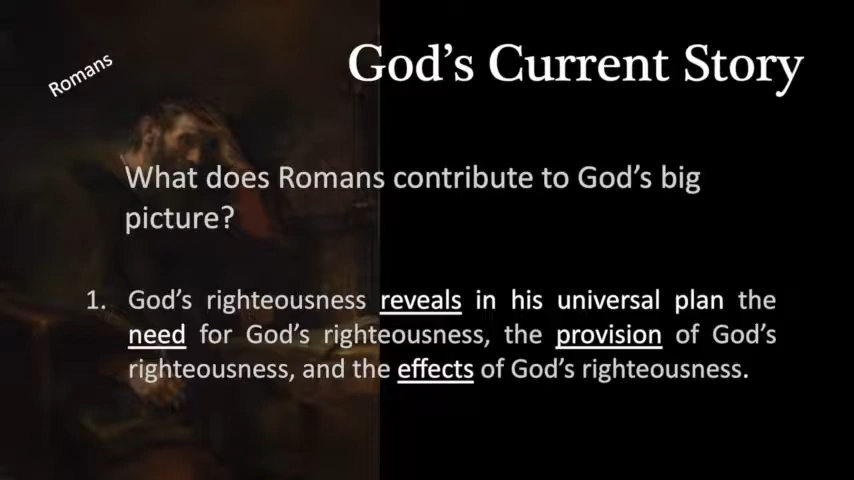 Romans
God's Current Story
What does Romans contribute to God's big
picture?
1. God's righteousness reveals in his universal plan the
need for God's righteousness, the provision of God's
righteousness, and the effects of God's righteousness.